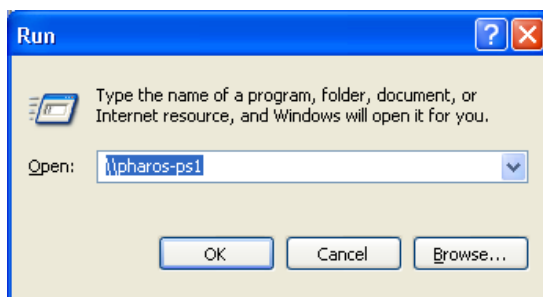 Run
Type the name of a program, folder, document, or
Internet resource, and Windows will open it for you.
Open: \\pharos-ps1
OK Cancel Browse...